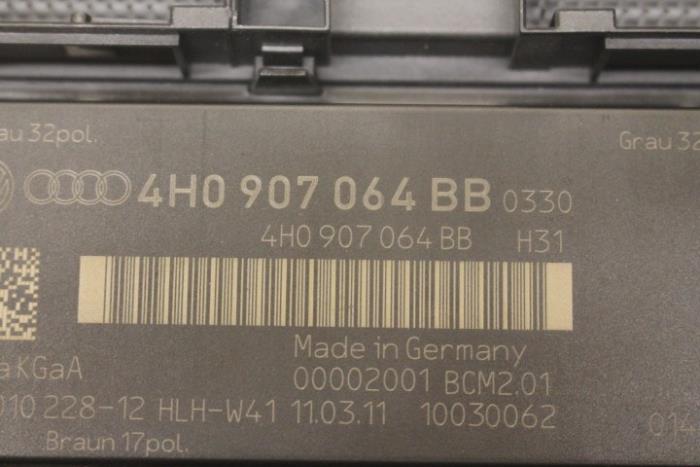 32pol.
Grau 32
4H0 907 064 BB 0330
4H0 907 064 BB H31
Made in Germany
KGaA
00002001 BCM2.01
010 228-12 HLH-W41 11.03.11 10030062
014
Braun 17pol.